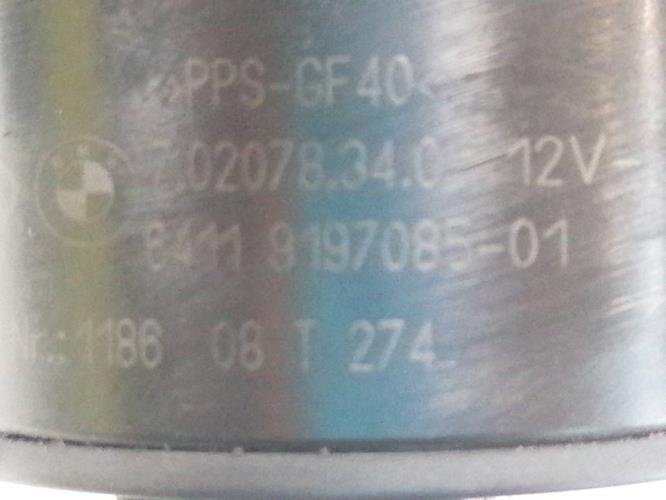 >PPS-GF40<
7.02078.34.0 12V-
6411 9197085-01
Nr.: 1186 08 T 274